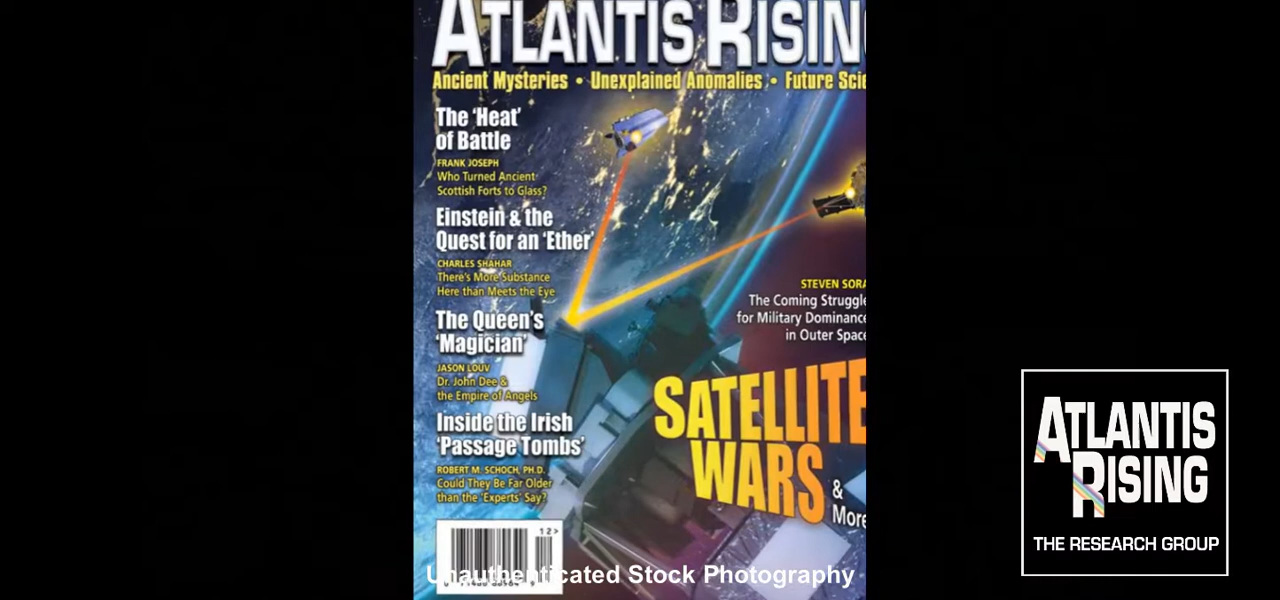 ATLANTIS RISIN
Ancient Mysteries • Unexplained Anomalies • Future Scie
The 'Heat'
of Battle
FRANK JOSEPH
Who Turned Ancient
Scottish Forts to Glass?
Einstein & the
Quest for an 'Ether'
CHARLES SHAHAR
There's More Substance
Here than Meets the Eye
The Queen's
'Magician'
JASON LOUV
Dr. John Dee &
the Empire of Angels
Inside the Irish
'Passage Tombs'
ROBERT M. SCHOCH, PH.D.
Could They Be Far Older
than the 'Experts' Say?
STEVEN SORA
The Coming Struggle
for Military Dominance
in Outer Space
SATELLITE
WARS
&
More
12>
Unauthenticated Stock Photography
ATLANTIS
RISING
THE RESEARCH GROUP